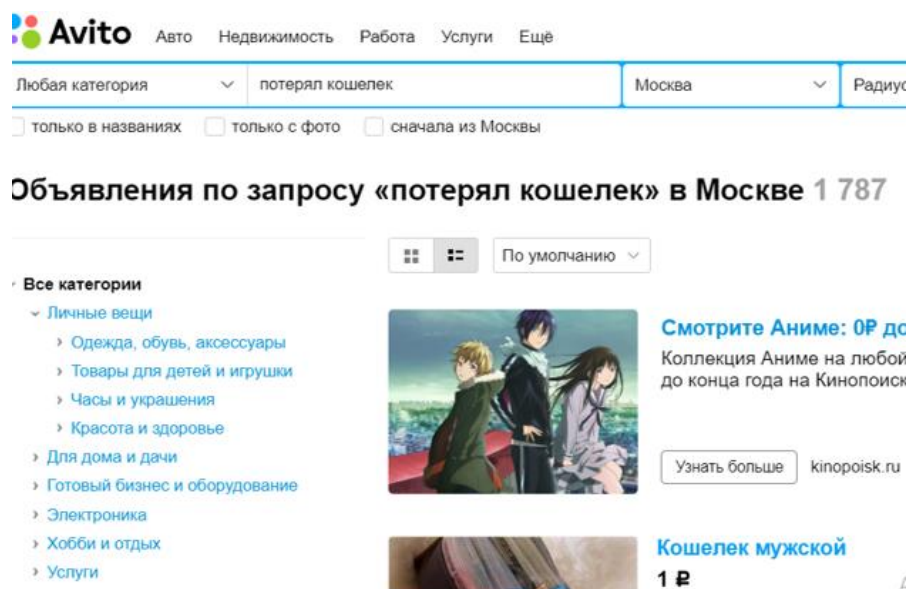 Avito Авто Недвижимость Работа Услуги Ещё
Любая категория потерял кошелек Москва Радиус
только в названиях только с фото сначала из Москвы
Объявления по запросу «потерял кошелек» в Москве 1 787
По умолчанию
Все категории
Личные вещи
Одежда, обувь, аксессуары
Товары для детей и игрушки
Часы и украшения
Красота и здоровье
Для дома и дачи
Готовый бизнес и оборудование
Электроника
Хобби и отдых
Услуги
Смотрите Аниме: 0₽ до
Коллекция Аниме на любой
до конца года на Кинопоиск
Узнать больше kinopoisk.ru
Кошелек мужской
1 ₽